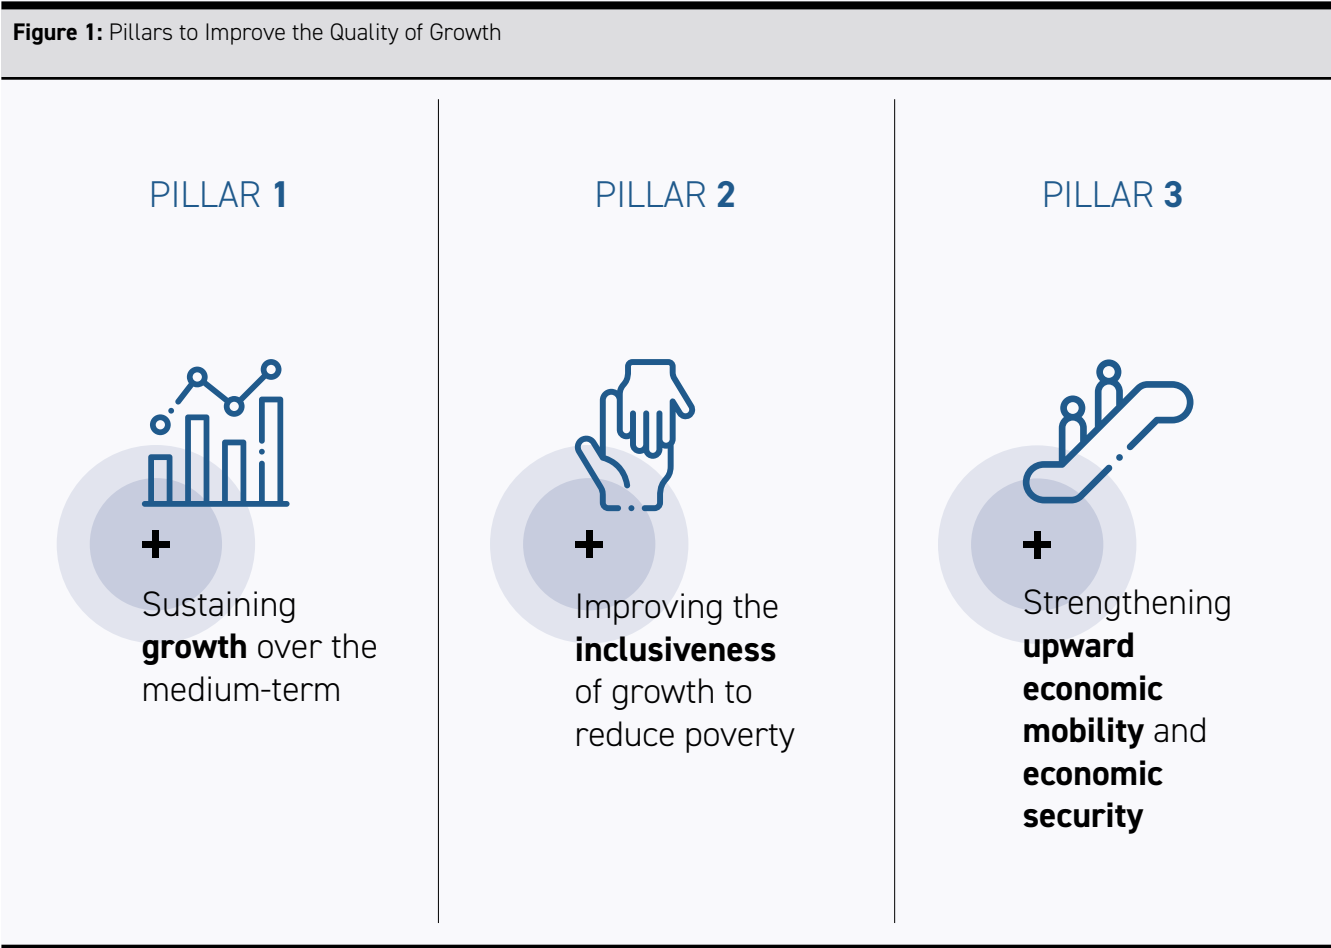 Figure 1: Pillars to Improve the Quality of Growth
PILLAR 1
Sustaining
growth over the
medium-term
PILLAR 2
Improving the
inclusiveness
of growth to
reduce poverty
PILLAR 3
Strengthening
upward
economic
mobility and
economic
security